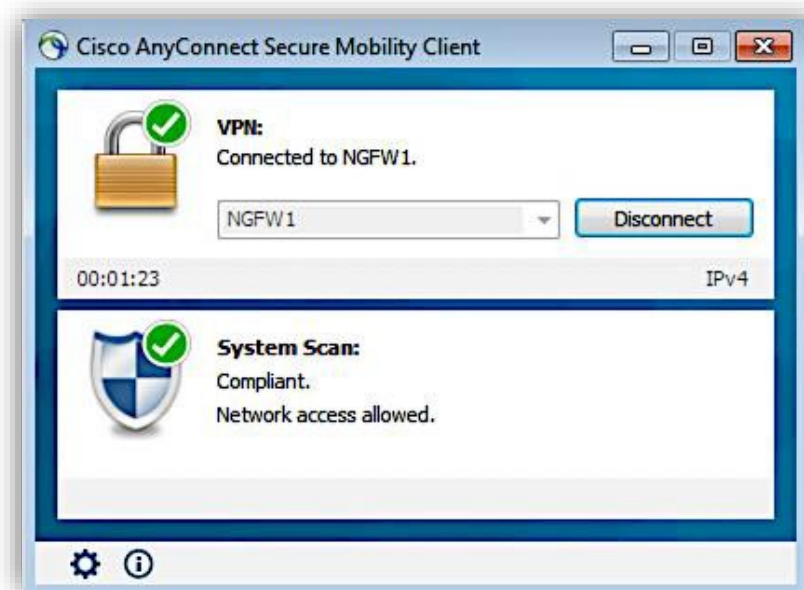 Cisco AnyConnect Secure Mobility Client
VPN:
Connected to NGFW1.
NGFW1
Disconnect
00:01:23
IPv4
System Scan:
Compliant.
Network access allowed.